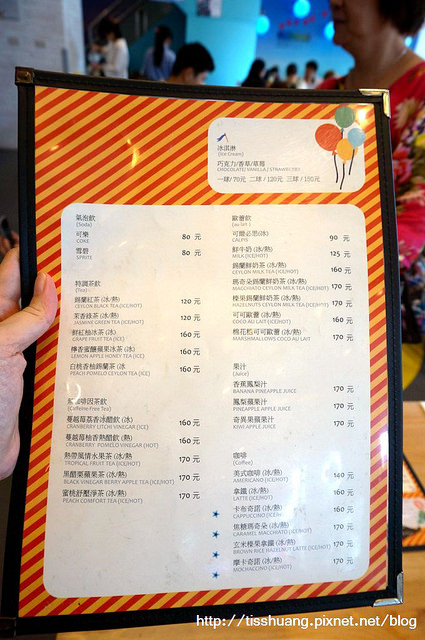 冰淇淋
(Ice Cream)
巧克力/香草/草莓
CHOCOLATE/ VANILLA / STRAWBERRY
一球/70元 二球/120元 三球/150元
氣泡飲
(Soda)
可樂 80 元
COKE
雪碧 80 元
SPRITE
特調茶飲
(Tea)
錫蘭紅茶 (冰/熱) 120 元
CEYLON BLACK TEA (ICE/HOT)
茉香綠茶 (冰/熱) 120 元
JASMINE GREEN TEA (ICE/HOT)
鮮紅柚冰茶 (冰) 160 元
GRAPE FRUIT TEA (ICE)
檸香蜜釀蘋果冰茶 (冰) 160 元
LEMON APPLE HONEY TEA (ICE)
白桃香柚錫蘭茶 (冰) 160 元
PEACH POMELO CEYLON TEA (ICE)
無咖啡因茶飲
(Caffeine-Free Tea)
蔓越莓荔香冰醋飲 (冰) 160 元
CRANBERRY LITCHI VINEGAR (ICE)
蔓越莓柚香熱醋飲 (熱) 160 元
CRANBERRY POMELO VINEGAR (HOT)
熱帶風情水果茶 (冰/熱) 170 元
TROPICAL FRUIT TEA (ICE/HOT)
黑醋栗蘋果茶 (冰/熱) 170 元
BLACK VINEGAR BERRY APPLE TEA (ICE/HOT)
蜜桃舒壓淨茶 (冰/熱) 170 元
PEACH COMFORT TEA (ICE/HOT)
歐蕾飲
(au lait )
可爾必思(冰) 90 元
CALPIS
鮮牛奶 (冰/熱) 125 元
MILK (ICE/HOT)
錫蘭鮮奶茶 (冰/熱) 160 元
CEYLON MILK TEA (ICE/HOT)
瑪奇朵錫蘭鮮奶茶 (冰/熱) 170 元
MACCHIATO CEYLON MILK TEA (ICE/HOT)
榛果錫蘭鮮奶茶 (冰/熱) 170 元
HAZELNUTS CEYLON MILK TEA (ICE/HOT)
可可歐蕾 (冰/熱) 160 元
COCO AU LAIT (ICE/HOT)
棉花糖可可歐蕾 (冰/熱) 170 元
MARSHMALLOWS COCO AU LAIT
果汁
(Juice)
香蕉鳳梨汁 170 元
BANANA PINEAPPLE JUICE
鳳梨蘋果汁 170 元
PINEAPPLE APPLE JUICE
奇異果蘋果汁 170 元
KIWI APPLE JUICE
咖啡
(Coffee)
美式咖啡 (冰/熱) 140 元
AMERICANO (ICE/HOT)
拿鐵 (冰/熱) 160 元
LATTE (ICE/HOT)
卡布奇諾 (冰/熱) 160 元
CAPPUCCINO (ICE/HOT)
焦糖瑪奇朵 (冰/熱) 170 元
CARAMEL MACCHIATO (ICE/HOT)
玄米榛果拿鐵 (冰/熱) 170 元
BROWN RICE HAZELNUT LATTE (ICE/HOT)
摩卡奇諾 (冰/熱) 170 元
MOCHACCINO (ICE/HOT)
http://tisshuang.pixnet.net/blog